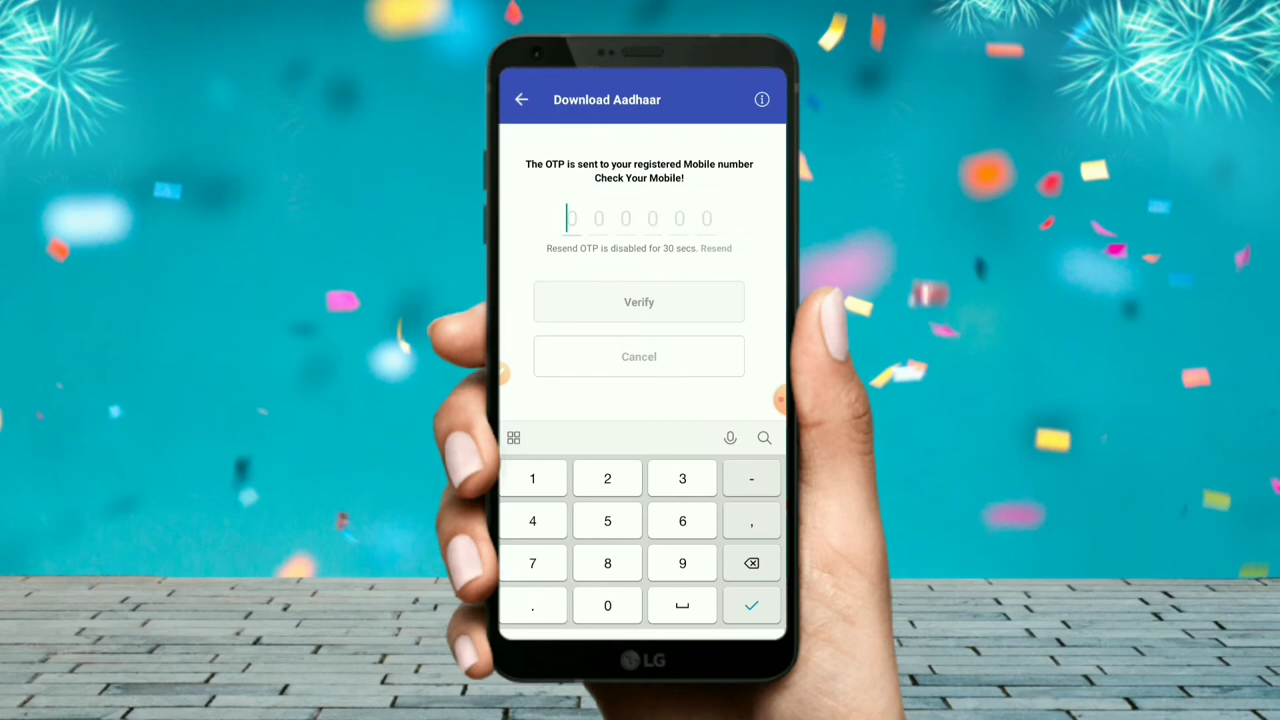 Download Aadhaar
The OTP is sent to your registered Mobile number
Check Your Mobile!
0 0 0 0 0 0
Resend OTP is disabled for 30 secs. Resend
Verify
Cancel
1 2 3 -
4 5 6 ,
7 8 9
. 0
LG